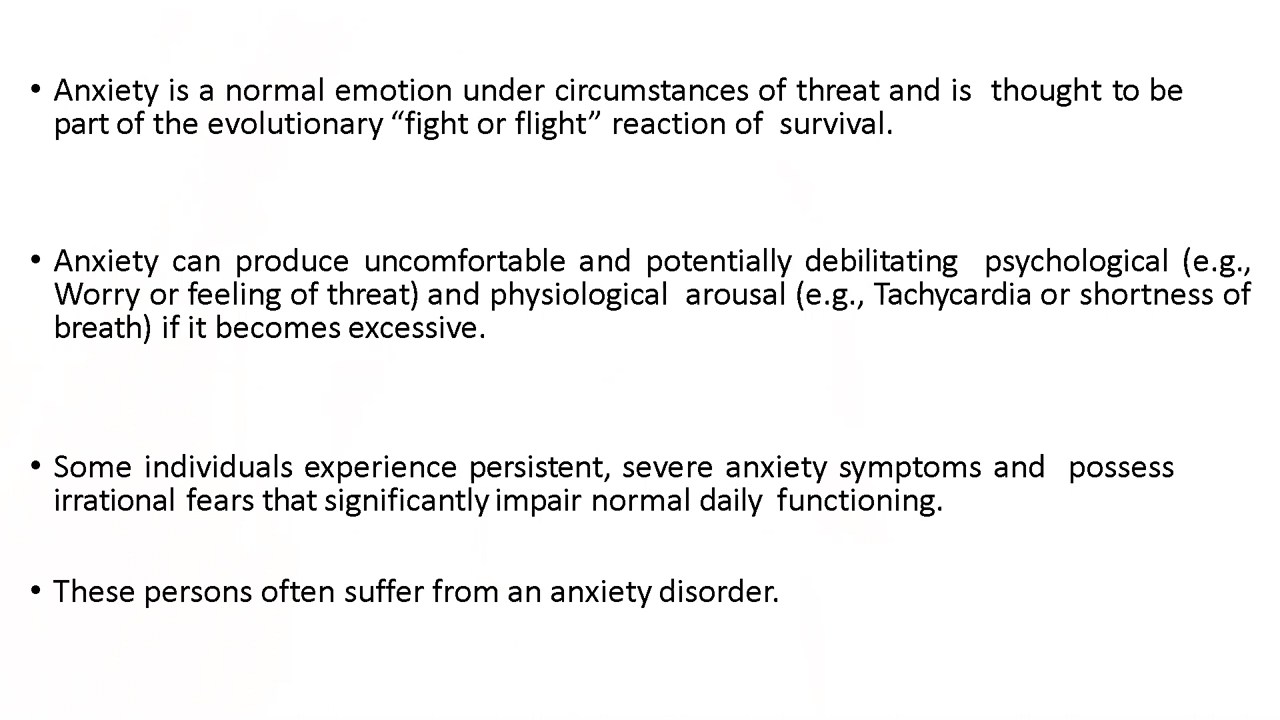 • Anxiety is a normal emotion under circumstances of threat and is thought to be
part of the evolutionary “fight or flight” reaction of survival.
• Anxiety can produce uncomfortable and potentially debilitating psychological (e.g.,
Worry or feeling of threat) and physiological arousal (e.g., Tachycardia or shortness of
breath) if it becomes excessive.
• Some individuals experience persistent, severe anxiety symptoms and possess
irrational fears that significantly impair normal daily functioning.
• These persons often suffer from an anxiety disorder.